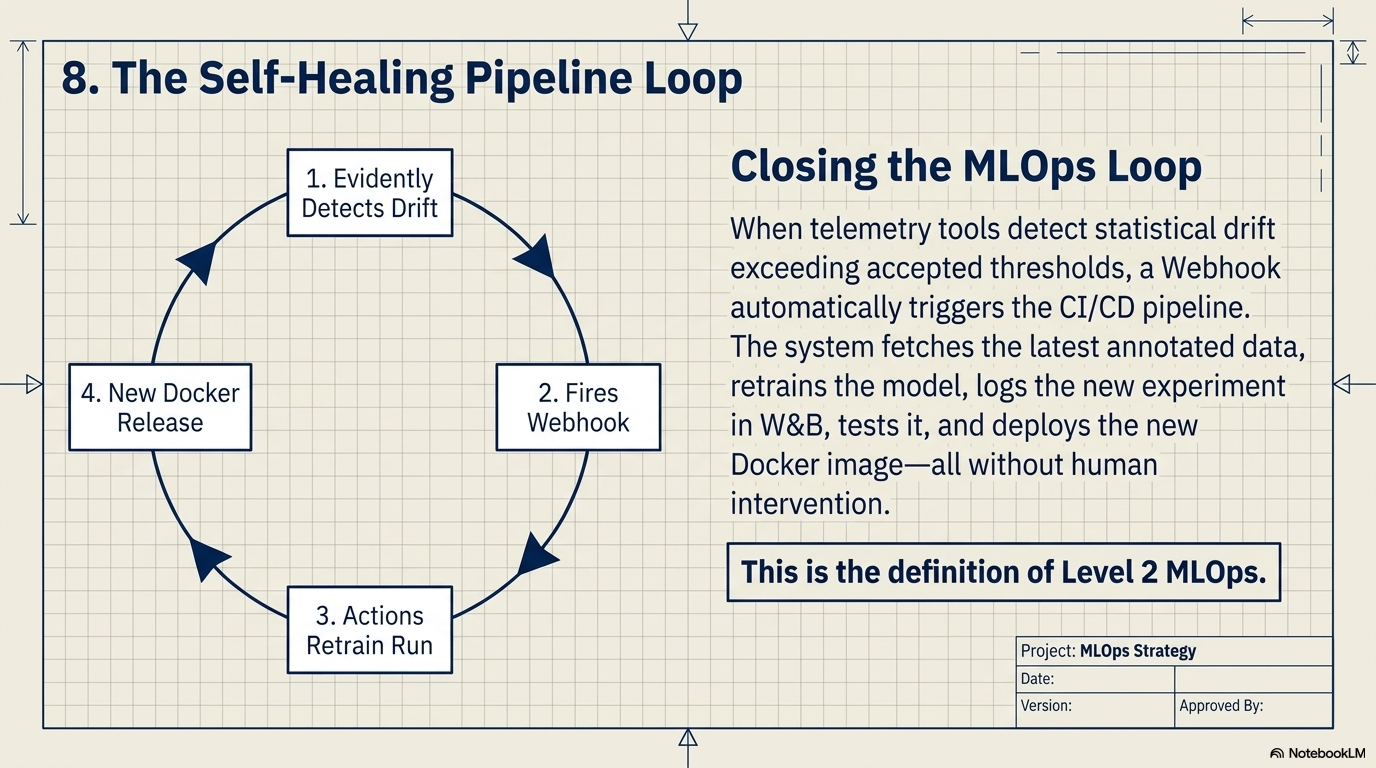 8. The Self-Healing Pipeline Loop
1. Evidently
Detects Drift
2. Fires
Webhook
3. Actions
Retrain Run
4. New Docker
Release
Closing the MLOps Loop
When telemetry tools detect statistical drift
exceeding accepted thresholds, a Webhook
automatically triggers the CI/CD pipeline.
The system fetches the latest annotated data,
retrains the model, logs the new experiment
in W&B, tests it, and deploys the new
Docker image—all without human
intervention.
This is the definition of Level 2 MLOps.
Project: MLOps Strategy
Date:
Version:
Approved By:
NotebookLM